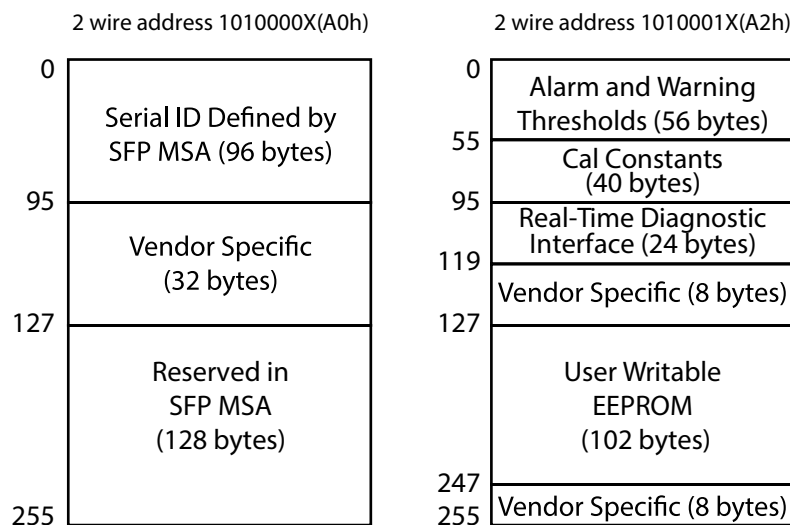 2 wire address 1010000X(A0h)
0
Serial ID Defined by
SFP MSA (96 bytes)
95
Vendor Specific
(32 bytes)
127
Reserved in
SFP MSA
(128 bytes)
255
2 wire address 1010001X(A2h)
0
Alarm and Warning
Thresholds (56 bytes)
55
Cal Constants
(40 bytes)
95
Real-Time Diagnostic
Interface (24 bytes)
119
Vendor Specific (8 bytes)
127
User Writable
EEPROM
(102 bytes)
247
Vendor Specific (8 bytes)
255